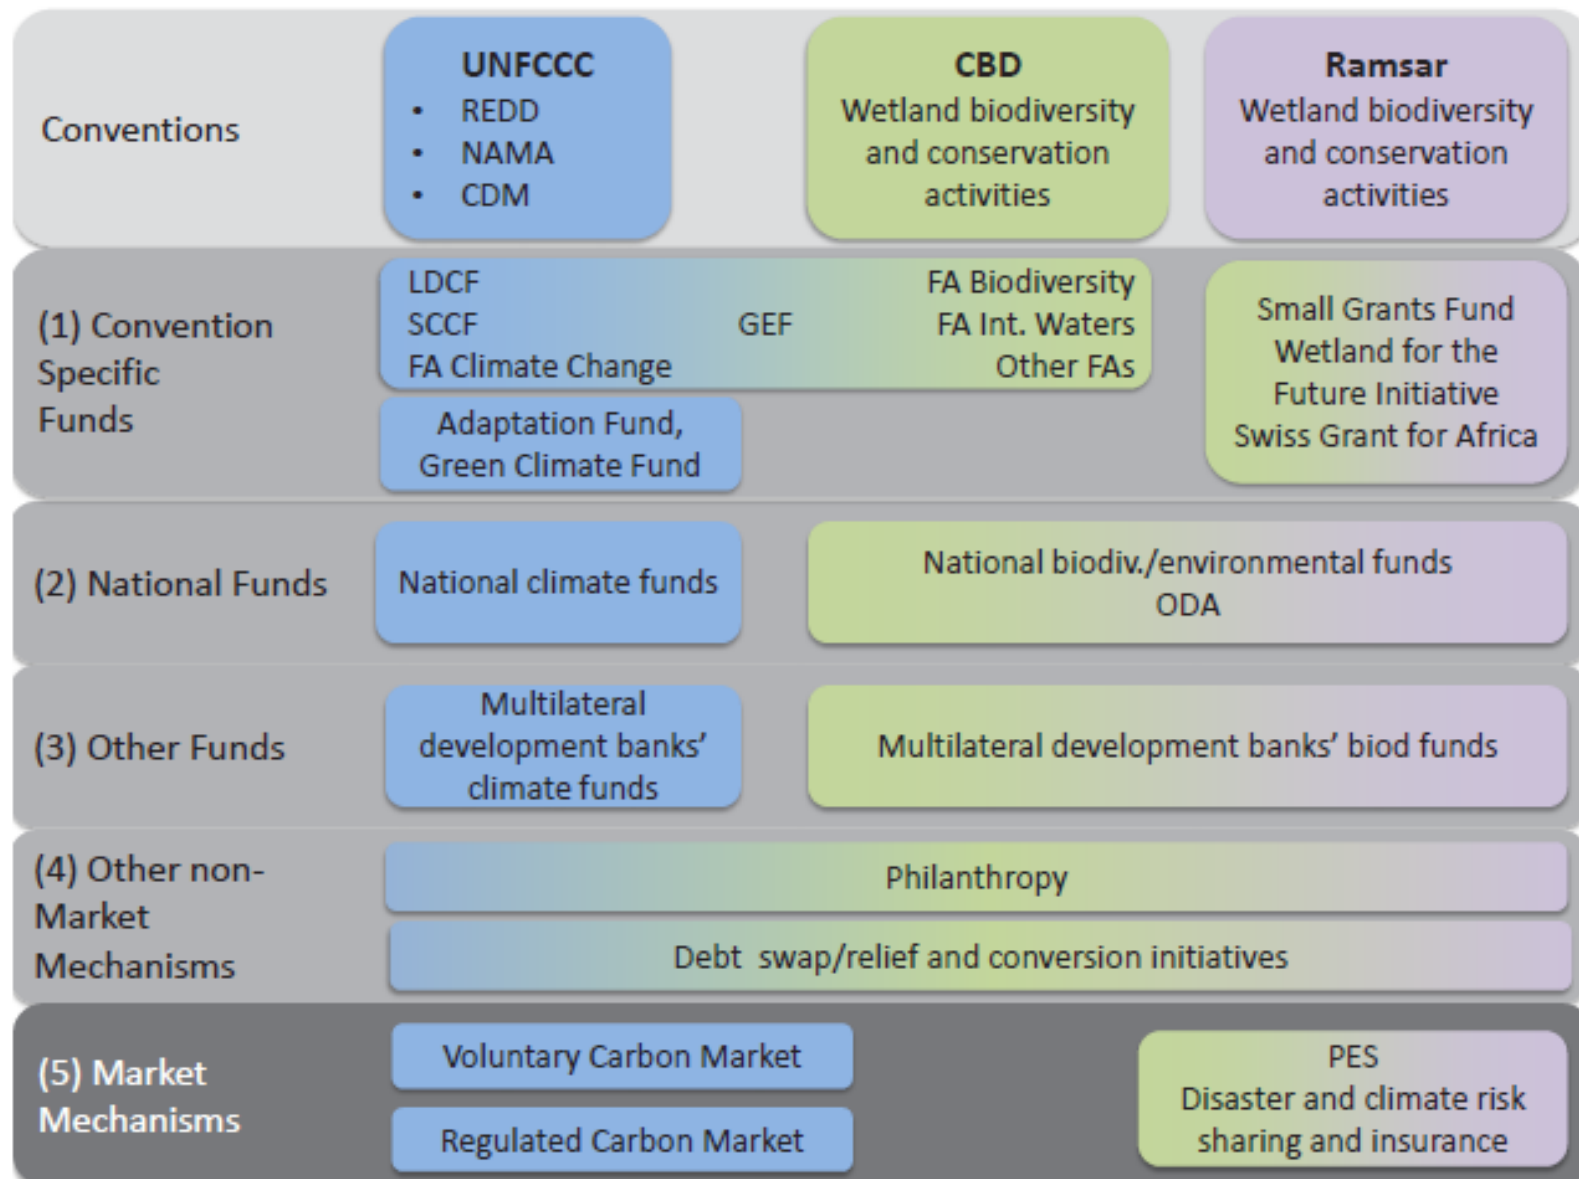 Conventions
UNFCCC
• REDD
• NAMA
• CDM
CBD
Wetland biodiversity
and conservation
activities
Ramsar
Wetland biodiversity
and conservation
activities
(1) Convention
Specific
Funds
LDCF
SCCF
FA Climate Change
GEF
FA Biodiversity
FA Int. Waters
Other FAs
Adaptation Fund,
Green Climate Fund
Small Grants Fund
Wetland for the
Future Initiative
Swiss Grant for Africa
(2) National Funds
National climate funds
National biodiv./environmental funds
ODA
(3) Other Funds
Multilateral
development banks’
climate funds
Multilateral development banks’ biod funds
(4) Other non-
Market
Mechanisms
Philanthropy
Debt swap/relief and conversion initiatives
(5) Market
Mechanisms
Voluntary Carbon Market
Regulated Carbon Market
PES
Disaster and climate risk
sharing and insurance